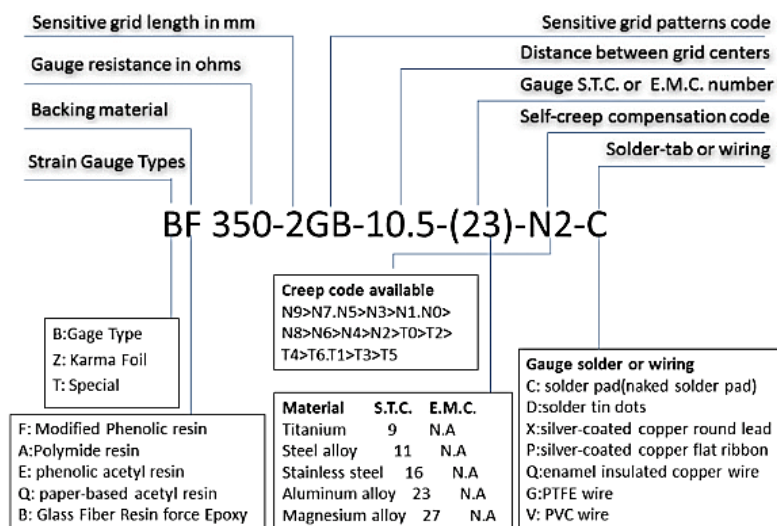 Sensitive grid length in mm
Sensitive grid patterns code
Distance between grid centers
Gauge resistance in ohms
Gauge S.T.C. or E.M.C. number
Backing material
Self-creep compensation code
Strain Gauge Types
Solder-tab or wiring
BF 350-2GB-10.5-(23)-N2-C
B:Gage Type
Z: Karma Foil
T: Special
F: Modified Phenolic resin
A:Polymide resin
E: phenolic acetyl resin
Q: paper-based acetyl resin
B: Glass Fiber Resin force Epoxy
Creep code available
N9>N7.N5>N3>N1.N0>
N8>N6>N4>N2>T0>T2>
T4>T6.T1>T3>T5
Material S.T.C. E.M.C.
Titanium 9 N.A
Steel alloy 11 N.A
Stainless steel 16 N.A
Aluminum alloy 23 N.A
Magnesium alloy 27 N.A
Gauge solder or wiring
C: solder pad(naked solder pad)
D:solder tin dots
X:silver-coated copper round lead
P:silver-coated copper flat ribbon
Q:enamel insulated copper wire
G:PTFE wire
V: PVC wire